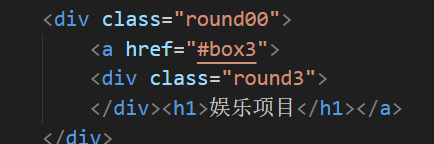 <div class="round00">
<a href="#box3">
<div class="round3">
</div><h1>娱乐项目</h1></a>
</div>